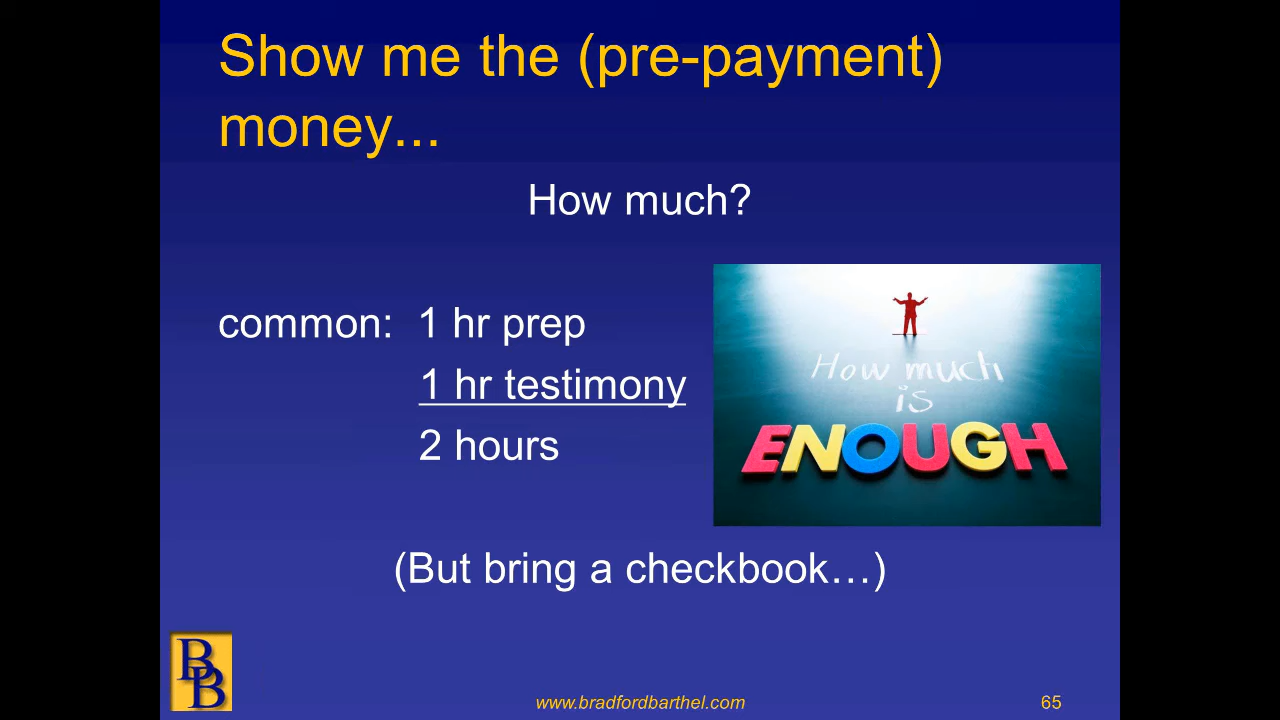 Show me the (pre-payment)
money...
How much?
common: 1 hr prep
1 hr testimony
2 hours
How much
is
ENOUGH
(But bring a checkbook…)
BB
www.bradfordbarthel.com
65